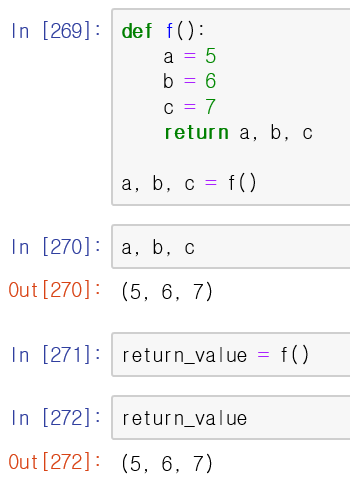 In [269]: def f():
    a = 5
    b = 6
    c = 7
    return a, b, c
a, b, c = f()
In [270]: a, b, c
Out[270]: (5, 6, 7)
In [271]: return_value = f()
In [272]: return_value
Out[272]: (5, 6, 7)